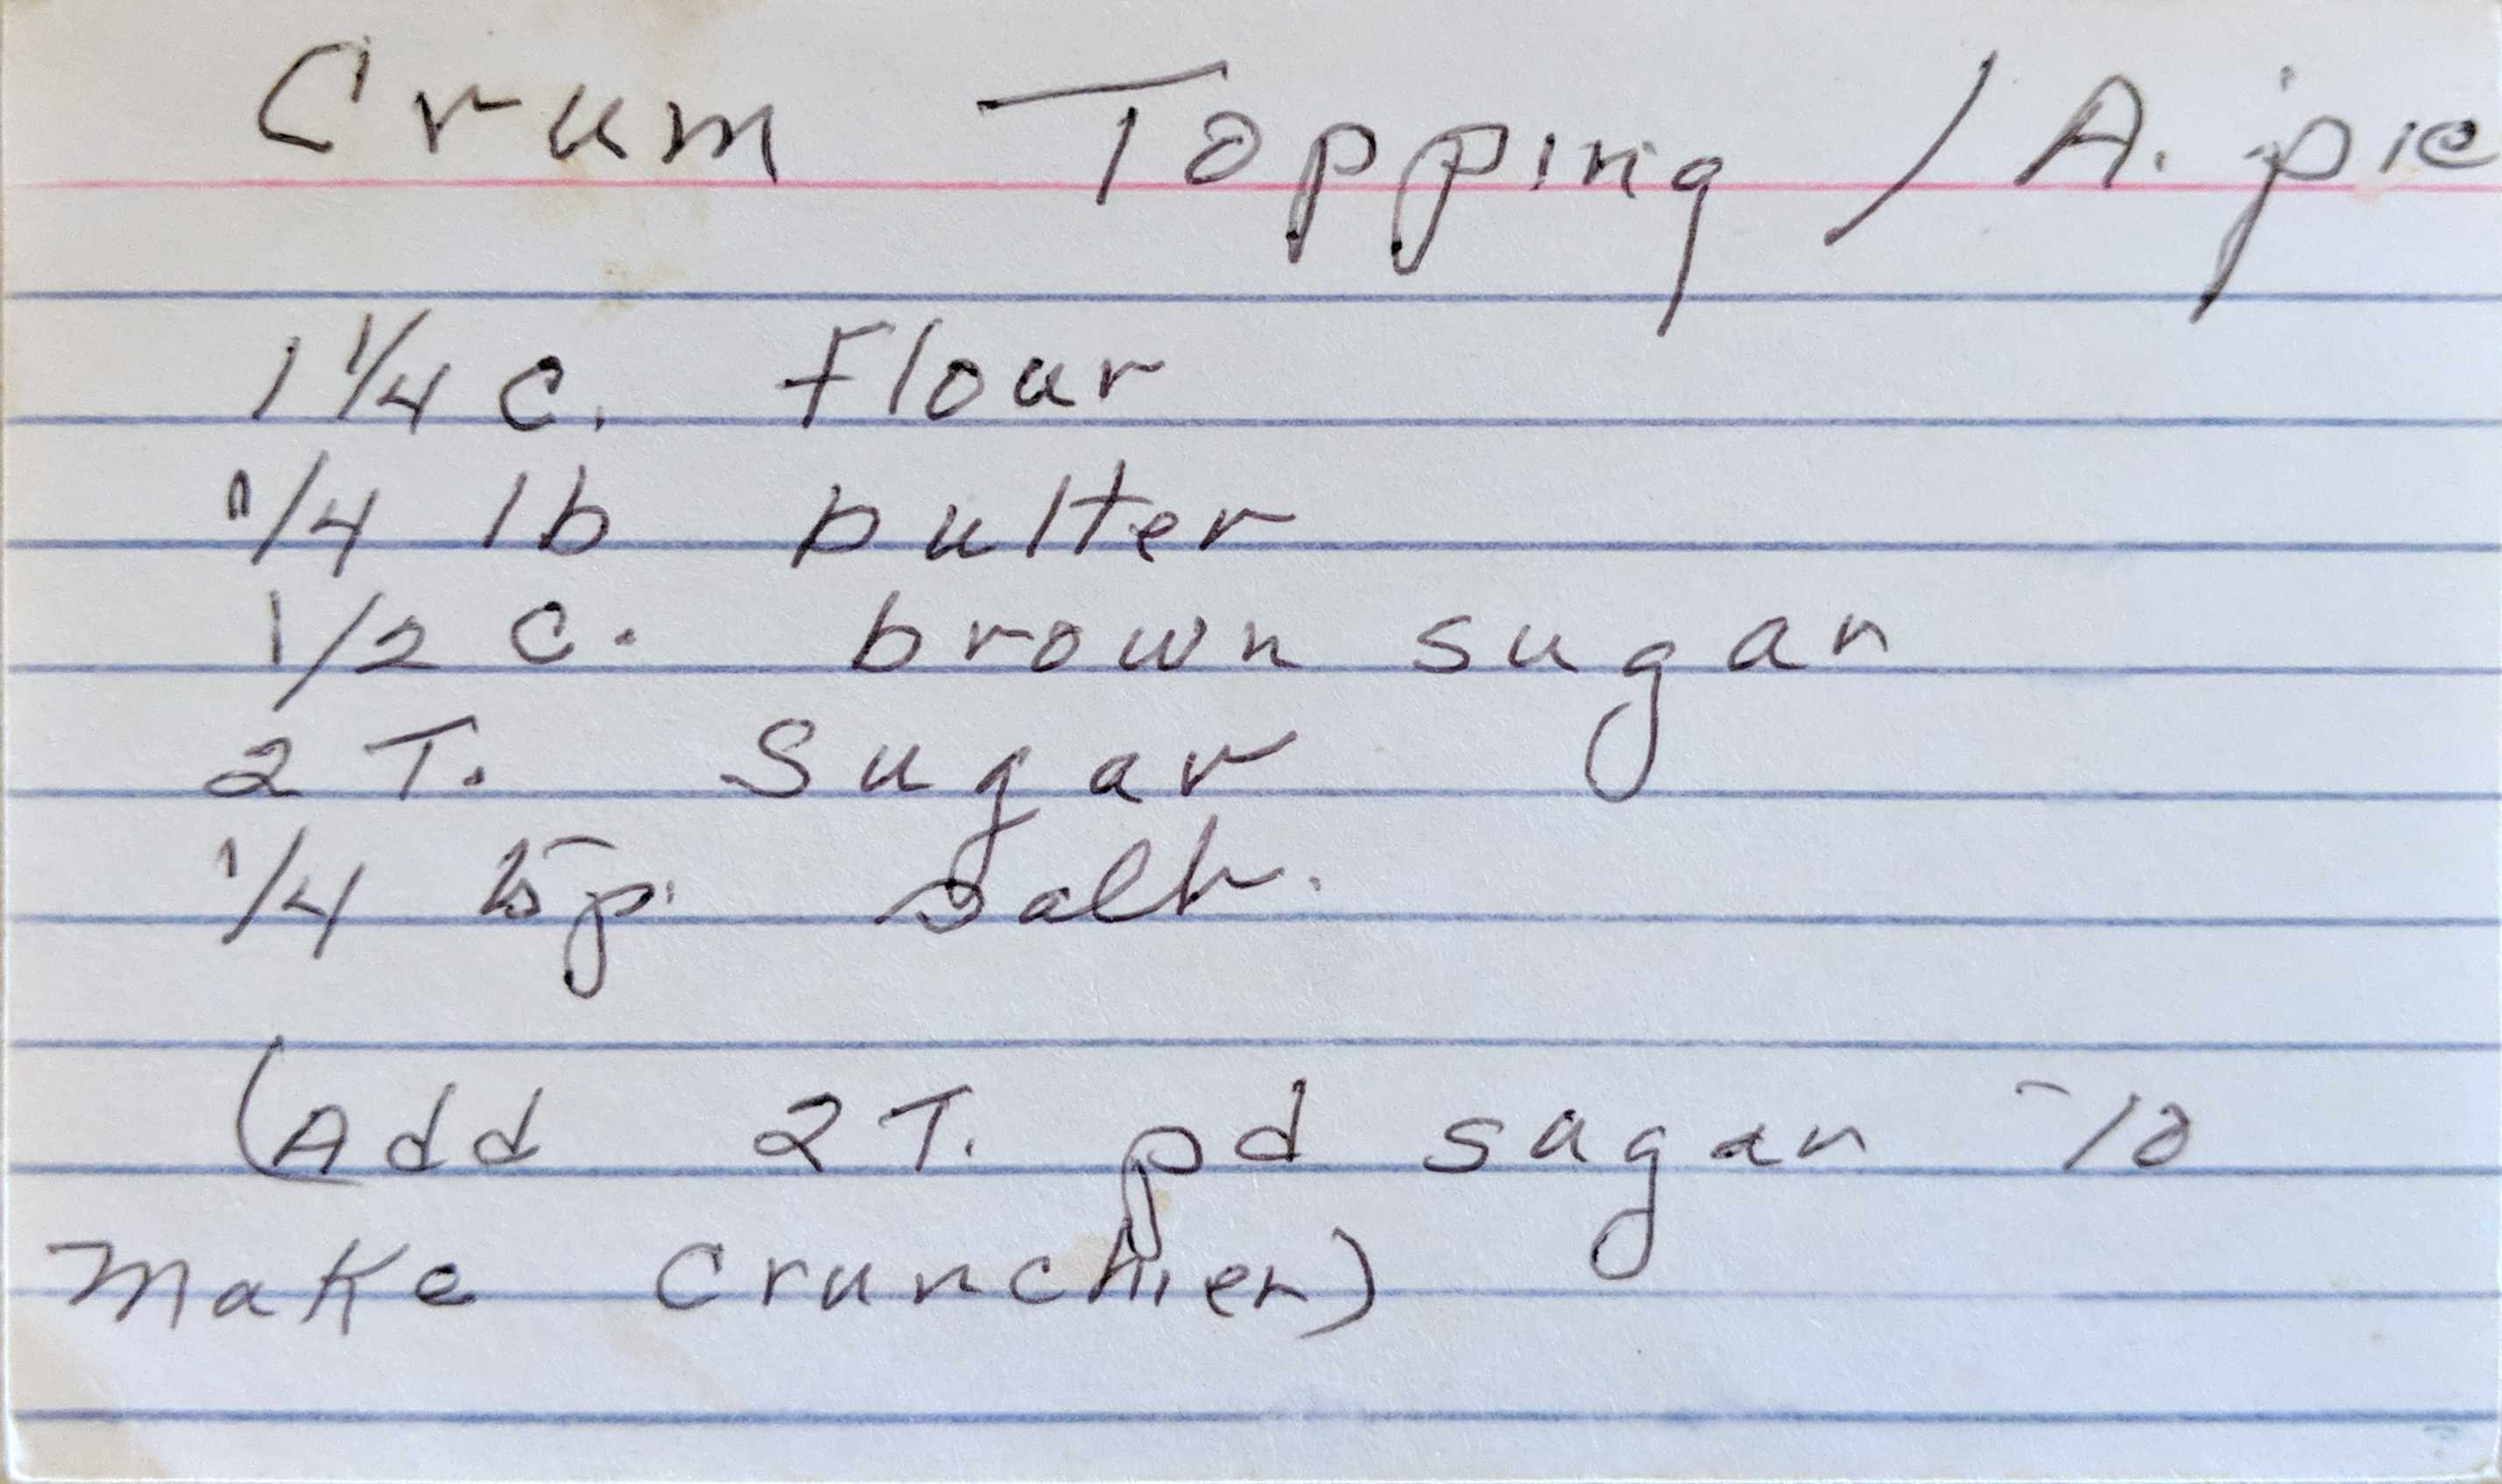 Crum Topping / A. pie
1 1/4 c. flour
1/4 lb butter
1/2 c. brown sugar
2 T. Sugar
1/4 tsp. salt.
(Add 2 T. pd sugar To
make crunchier)